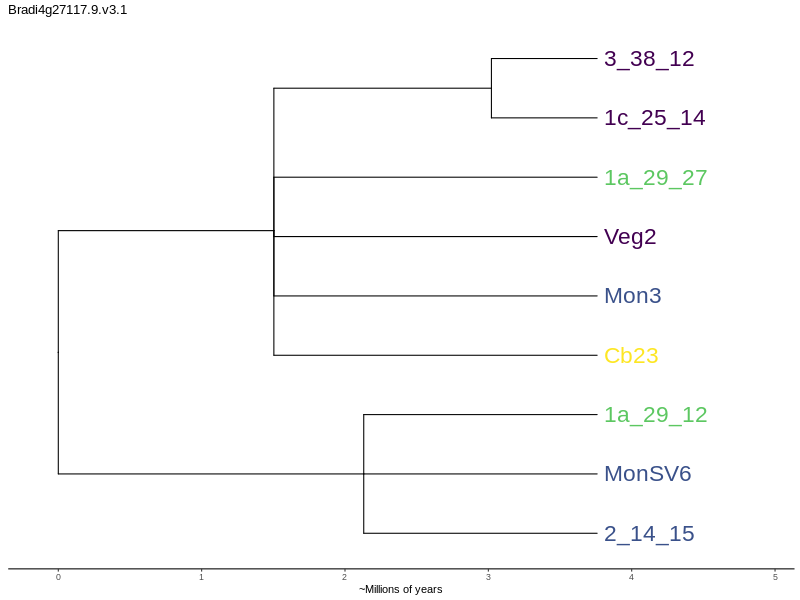 Bradi4g27117.9.v3.1
3_38_12
1c_25_14
1a_29_27
Veg2
Mon3
Cb23
1a_29_12
MonSV6
2_14_15
0 1 2 3 4 5
~Millions of years